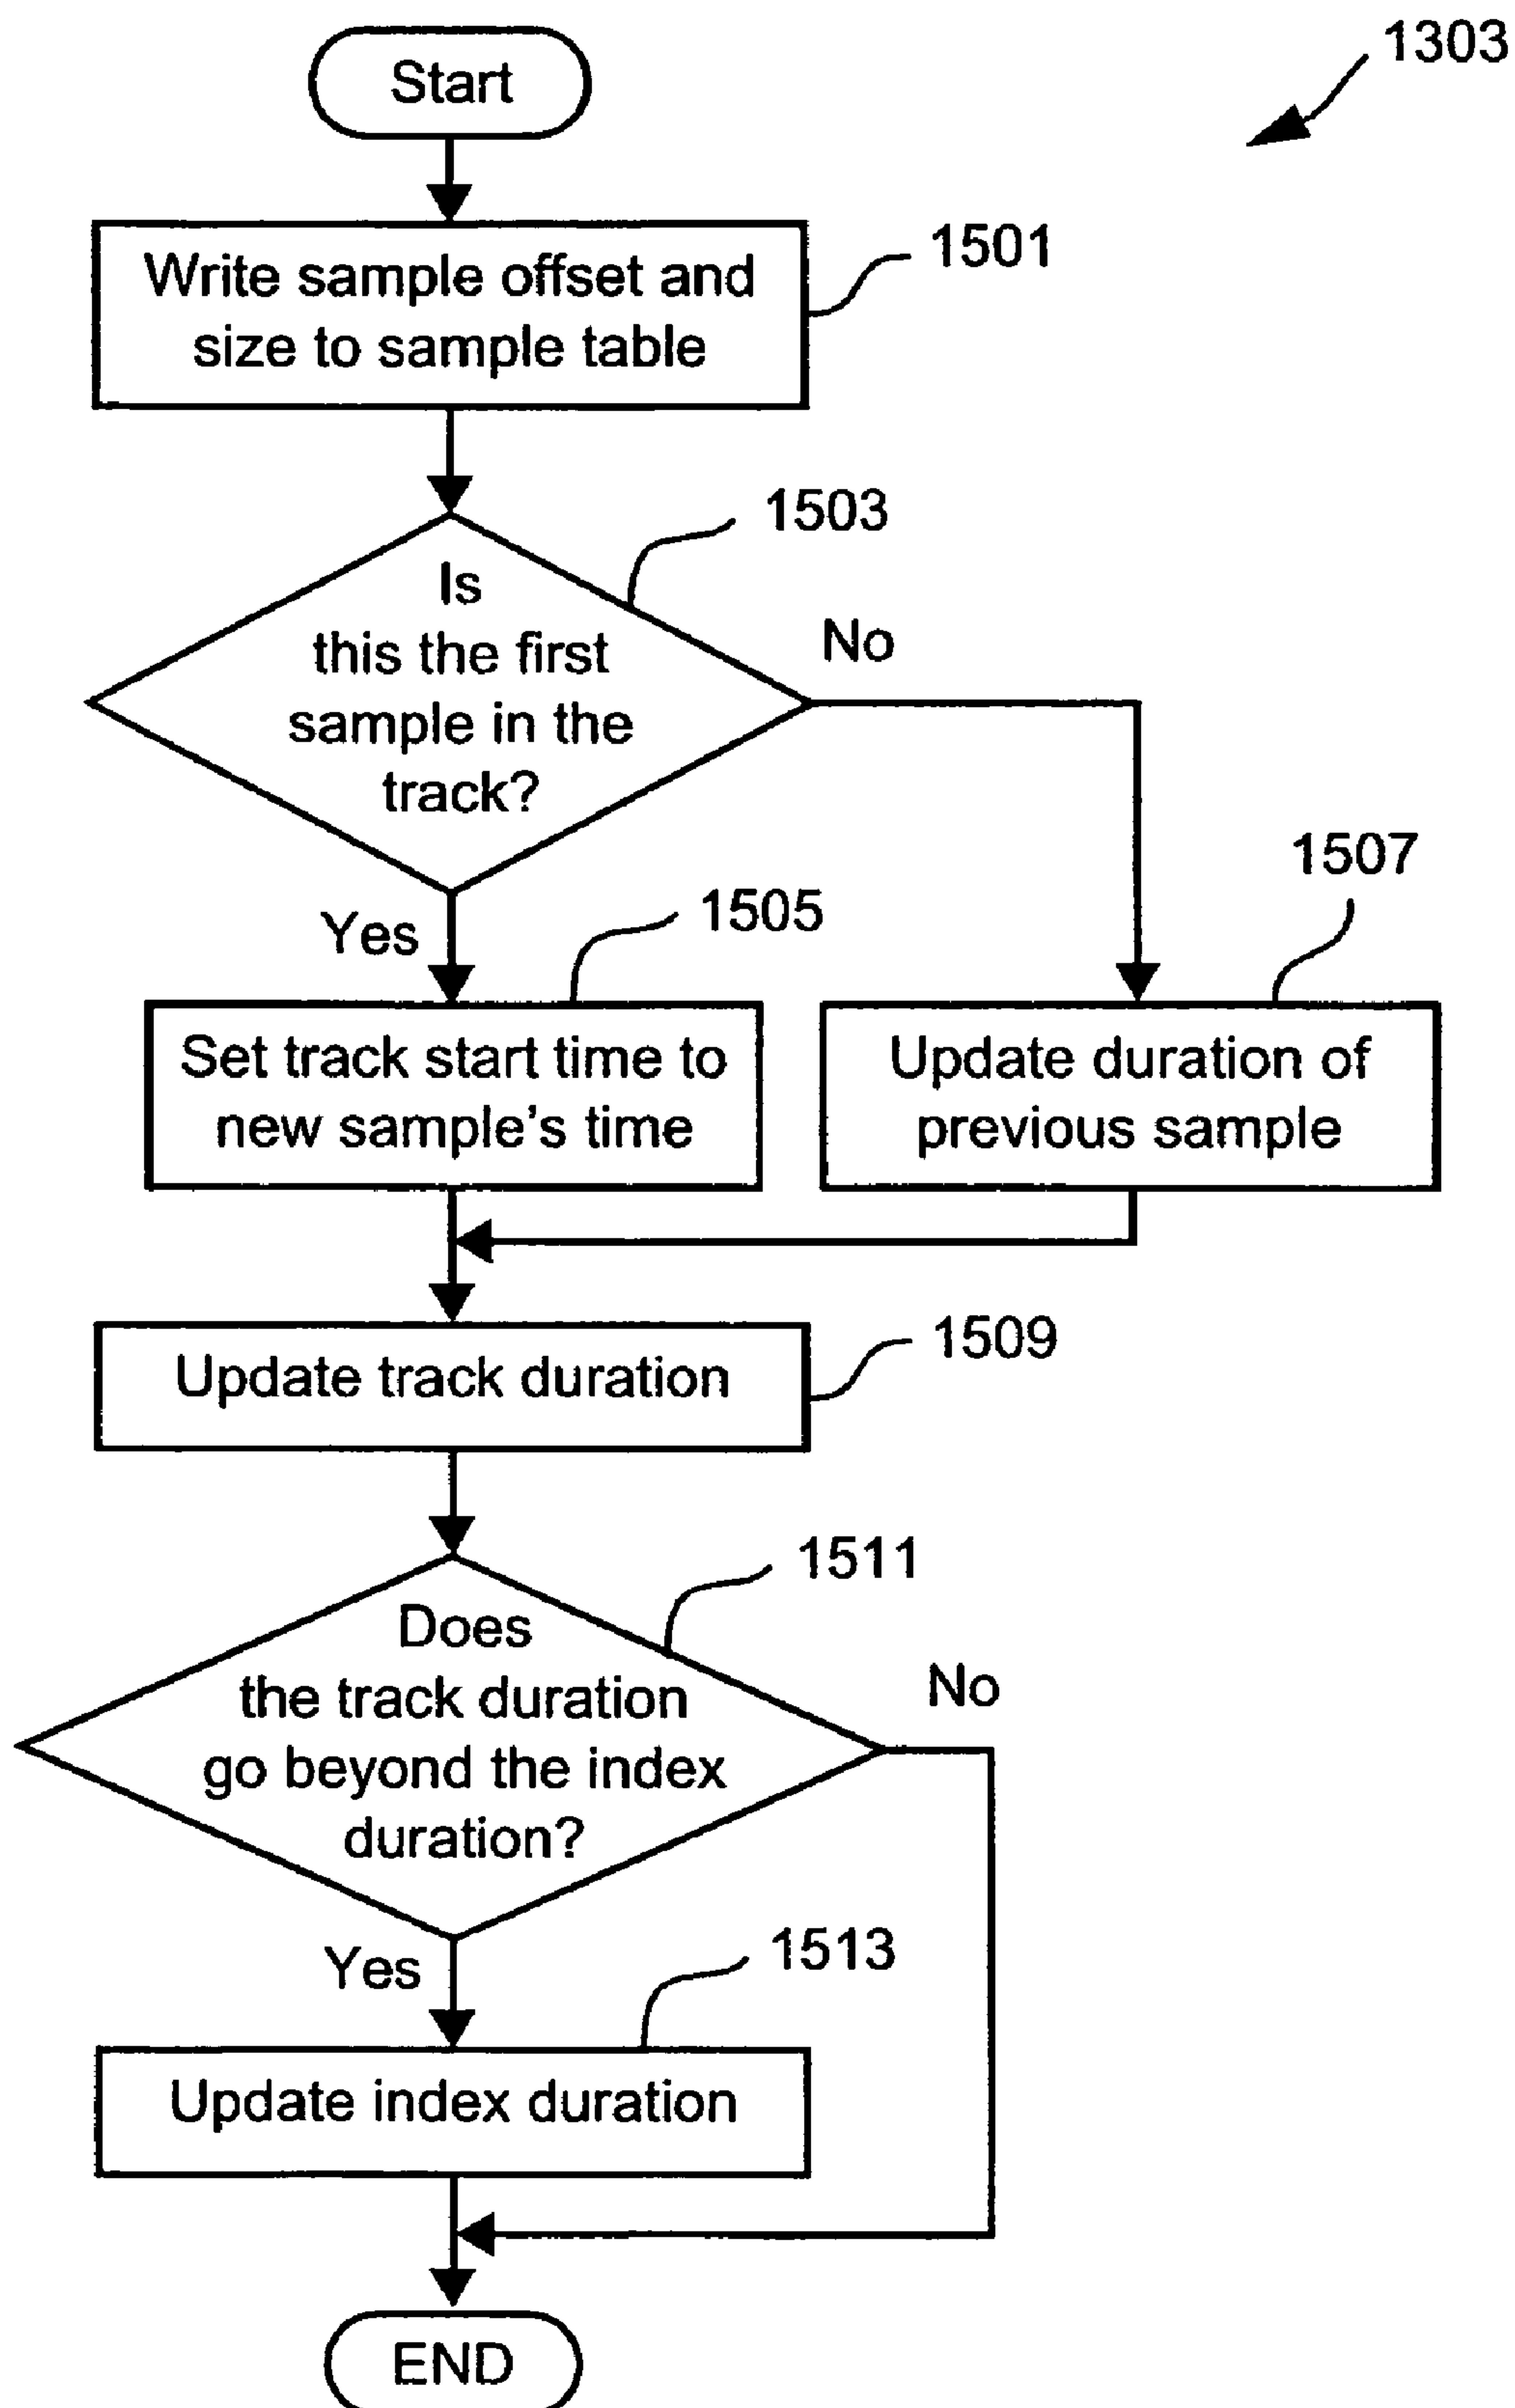 1303
Start
1501
Write sample offset and
size to sample table
1503
Is
this the first
sample in the
track?
No
Yes
1505
1507
Set track start time to
new sample's time
Update duration of
previous sample
1509
Update track duration
1511
Does
the track duration
go beyond the index
duration?
No
Yes
1513
Update index duration
END